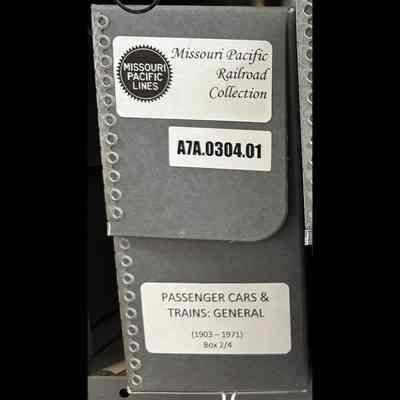 MISSOURI
PACIFIC
LINES
Missouri Pacific
Railroad
Collection
A7A.0304.01
PASSENGER CARS &
TRAINS: GENERAL
(1903 – 1971)
Box 2/4